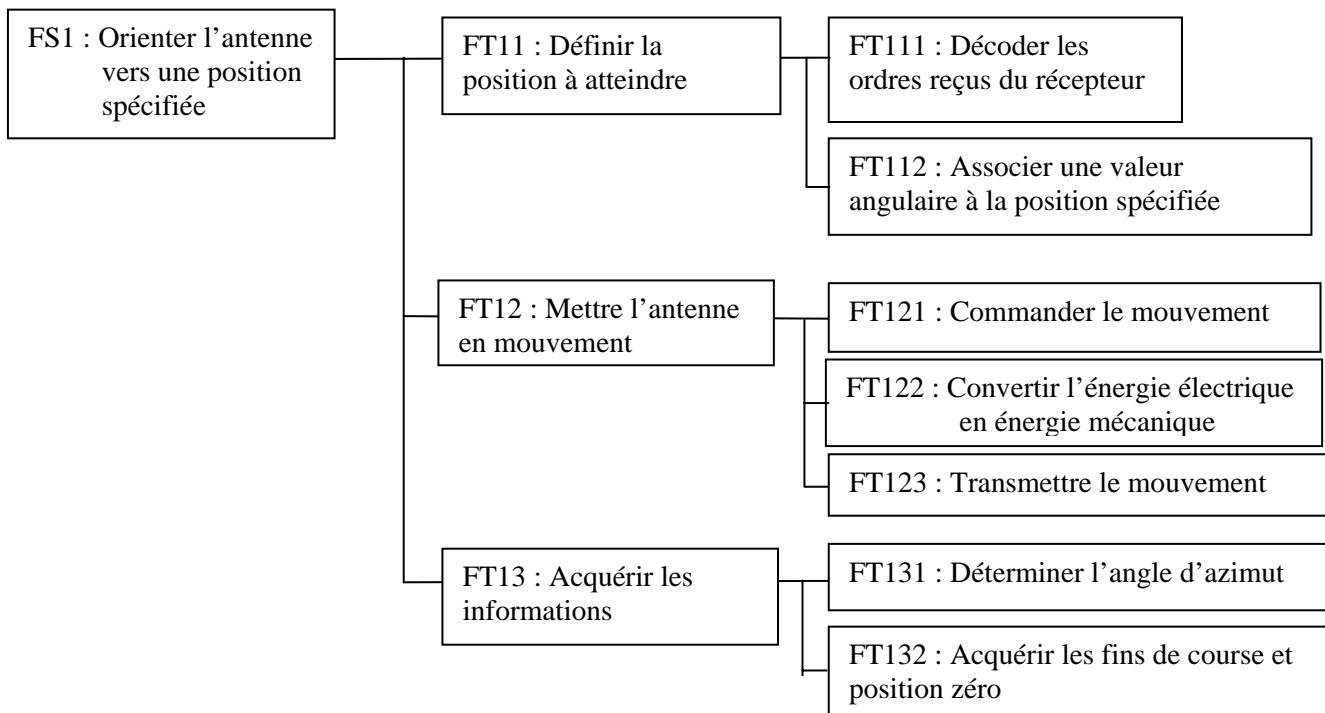 FS1 : Orienter l’antenne
vers une position
spécifiée
FT11 : Définir la
position à atteindre
FT111 : Décoder les
ordres reçus du récepteur
FT112 : Associer une valeur
angulaire à la position spécifiée
FT12 : Mettre l’antenne
en mouvement
FT121 : Commander le mouvement
FT122 : Convertir l’énergie électrique
en énergie mécanique
FT123 : Transmettre le mouvement
FT13 : Acquérir les
informations
FT131 : Déterminer l’angle d’azimut
FT132 : Acquérir les fins de course et
position zéro